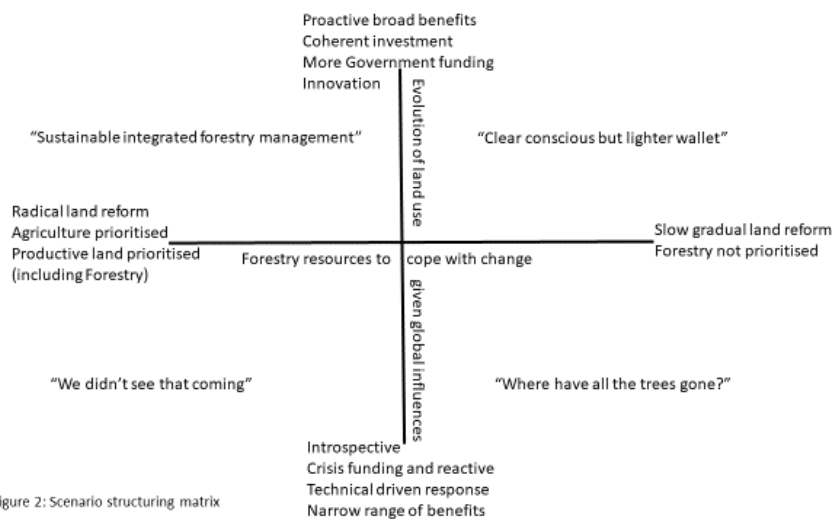 Proactive broad benefits
Coherent investment
More Government funding
Innovation
Evolution of land use
“Sustainable integrated forestry management”
“Clear conscious but lighter wallet”
Radical land reform
Agriculture prioritised
Productive land prioritised
(including Forestry)
Slow gradual land reform
Forestry not prioritised
Forestry resources to cope with change
given global influences
“We didn’t see that coming”
“Where have all the trees gone?”
Introspective
Crisis funding and reactive
Technical driven response
Narrow range of benefits
igure 2: Scenario structuring matrix